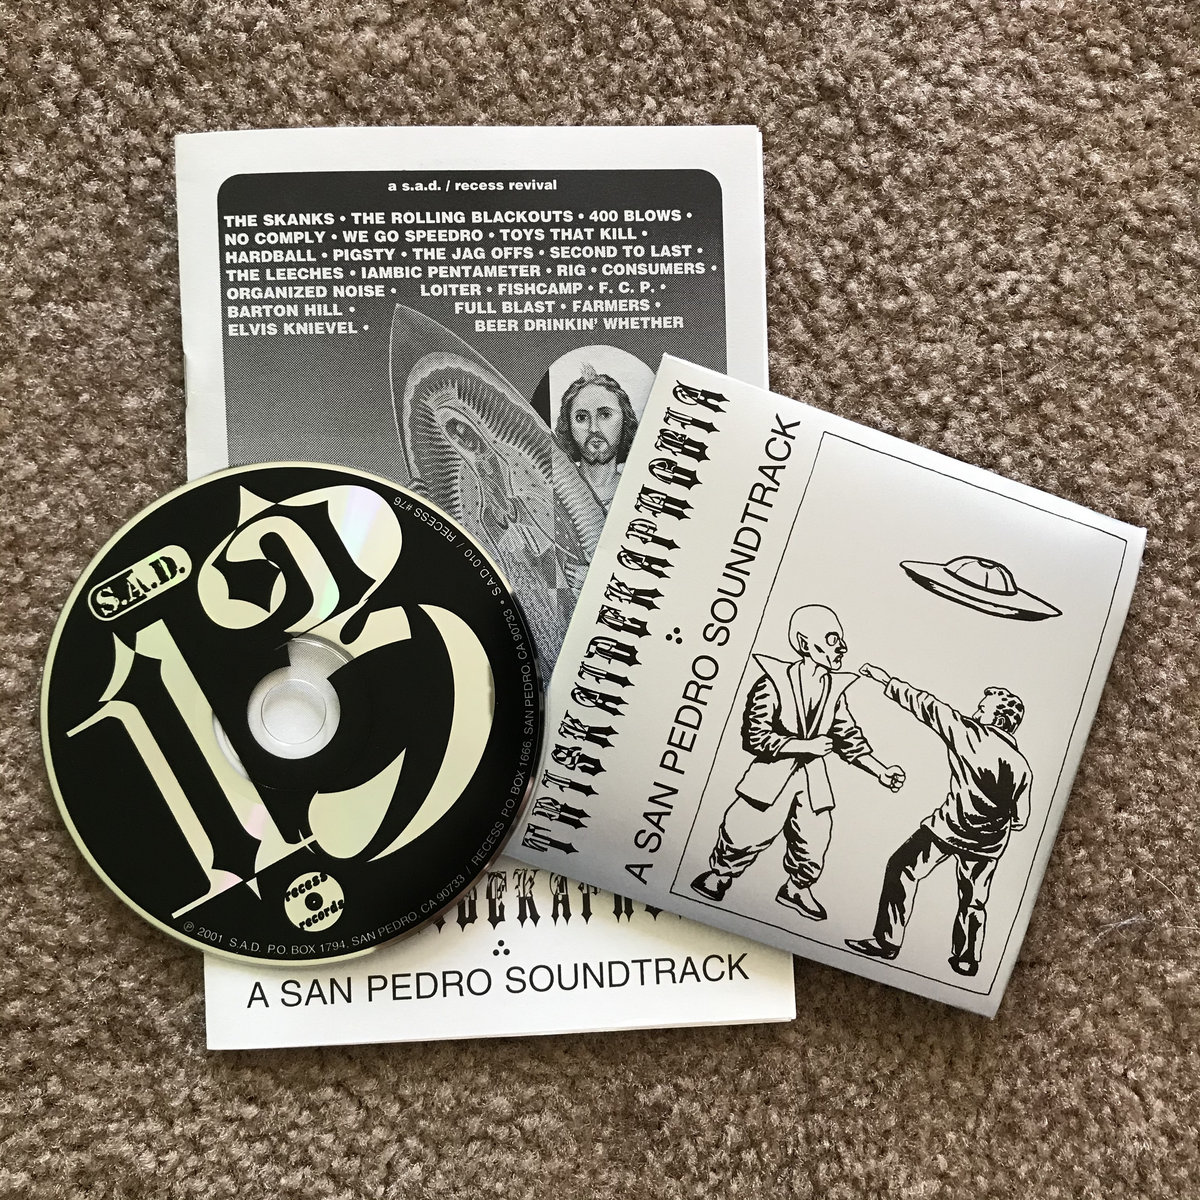 a s.a.d. / recess revival
THE SKANKS • THE ROLLING BLACKOUTS • 400 BLOWS •
NO COMPLY • WE GO SPEEDRO • TOYS THAT KILL •
HARDBALL • PIGSTY • THE JAG OFFS • SECOND TO LAST •
THE LEECHES • IAMBIC PENTAMETER • RIG • CONSUMERS •
ORGANIZED NOISE • LOITER • FISHCAMP • F. C. P. •
BARTON HILL • FULL BLAST • FARMERS •
ELVIS KNIEVEL • BEER DRINKIN' WHETHER
A SAN PEDRO SOUNDTRACK
TRISKAIDEKAPHOBIA
A SAN PEDRO SOUNDTRACK
S.A.D.
13
recess
records
℗ 2001 S.A.D. P.O. BOX 1794, SAN PEDRO, CA 90733 / RECESS P.O. BOX 1666, SAN PEDRO, CA 90733 • S.A.D.010 / RECESS #76